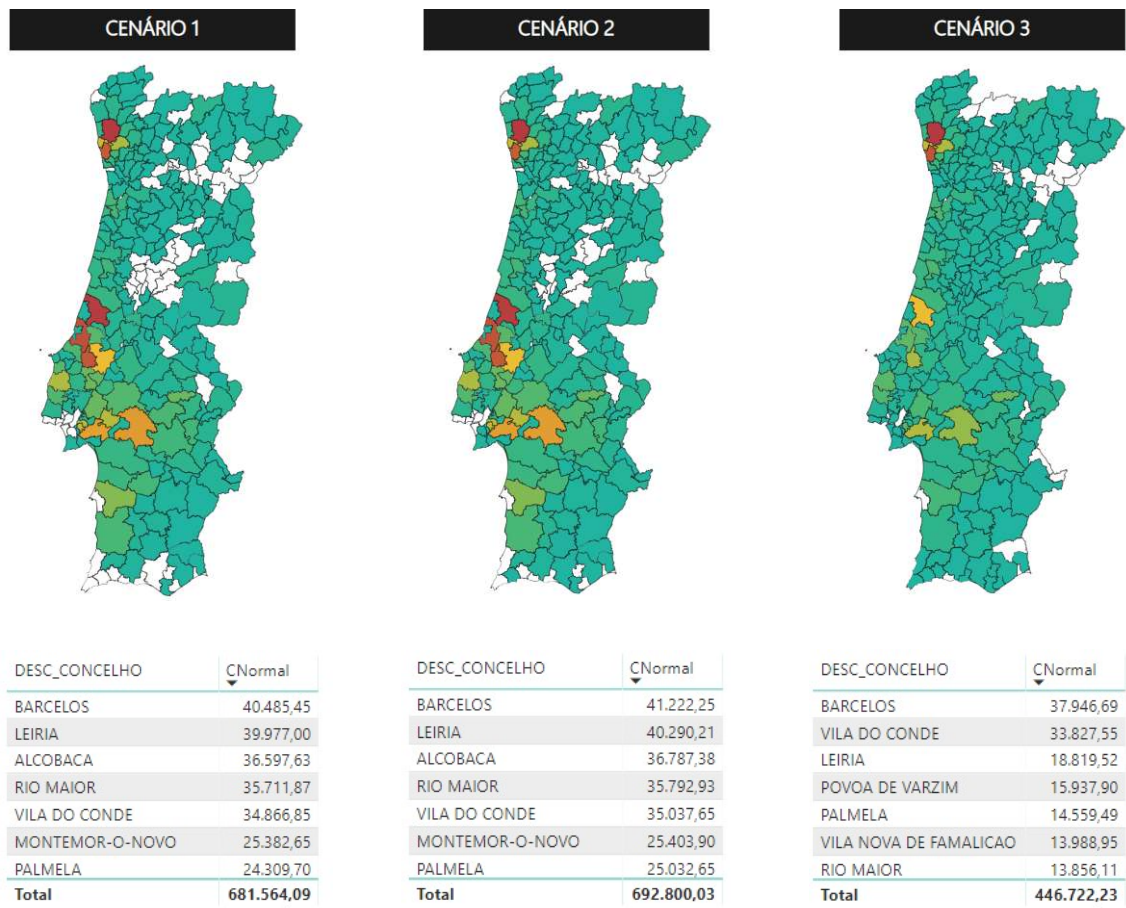 CENÁRIO 1
CENÁRIO 2
CENÁRIO 3
DESC_CONCELHO CNormal
BARCELOS 40.485,45
LEIRIA 39.977,00
ALCOBACA 36.597,63
RIO MAIOR 35.711,87
VILA DO CONDE 34.866,85
MONTEMOR-O-NOVO 25.382,65
PALMELA 24.309,70
Total 681.564,09
DESC_CONCELHO CNormal
BARCELOS 41.222,25
LEIRIA 40.290,21
ALCOBACA 36.787,38
RIO MAIOR 35.792,93
VILA DO CONDE 35.037,65
MONTEMOR-O-NOVO 25.403,90
PALMELA 25.032,65
Total 692.800,03
DESC_CONCELHO CNormal
BARCELOS 37.946,69
VILA DO CONDE 33.827,55
LEIRIA 18.819,52
POVOA DE VARZIM 15.937,90
PALMELA 14.559,49
VILA NOVA DE FAMALICAO 13.988,95
RIO MAIOR 13.856,11
Total 446.722,23